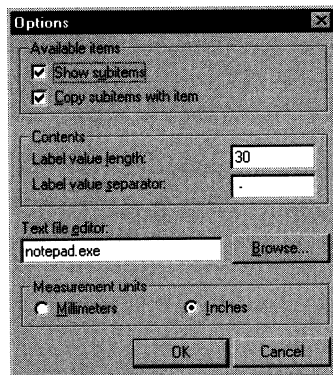 Options
Available items
Show subitems
Copy subitems with item
Contents
Label value length: 30
Label value separator: -
Text file editor:
notepad.exe Browse...
Measurement units
Millimeters Inches
OK Cancel